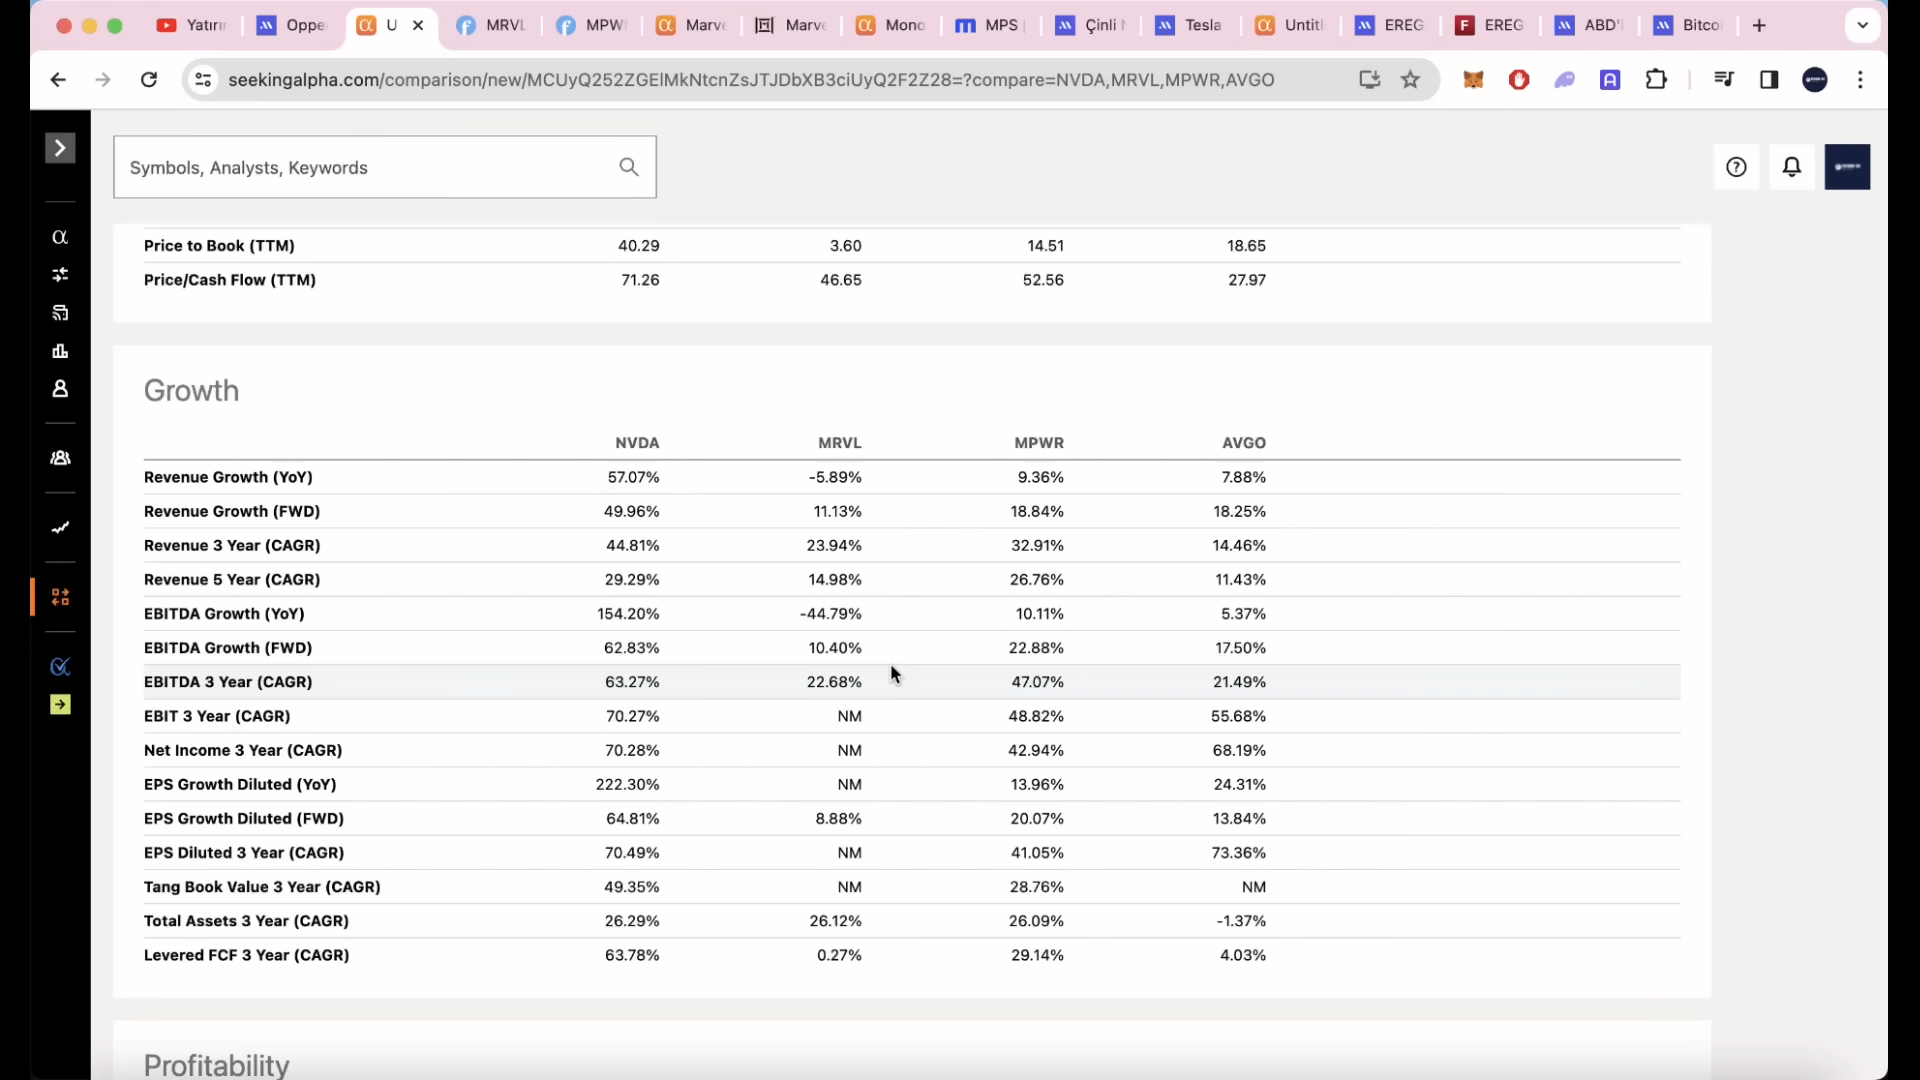 Yatırı
Oppe
U
MRVL
MPW
Marve
Marve
Mono
MPS |
Çinli
Tesla
Untitl
EREG
EREG
ABD'
Bitco
seekingalpha.com/comparison/new/MCUyQ252ZGElMkNtcnZsJTJDbXB3ciUyQ2F2Z28=?compare=NVDA,MRVL,MPWR,AVGO
Symbols, Analysts, Keywords
Price to Book (TTM) 40.29 3.60 14.51 18.65
Price/Cash Flow (TTM) 71.26 46.65 52.56 27.97
Growth
NVDA MRVL MPWR AVGO
Revenue Growth (YoY) 57.07% -5.89% 9.36% 7.88%
Revenue Growth (FWD) 49.96% 11.13% 18.84% 18.25%
Revenue 3 Year (CAGR) 44.81% 23.94% 32.91% 14.46%
Revenue 5 Year (CAGR) 29.29% 14.98% 26.76% 11.43%
EBITDA Growth (YoY) 154.20% -44.79% 10.11% 5.37%
EBITDA Growth (FWD) 62.83% 10.40% 22.88% 17.50%
EBITDA 3 Year (CAGR) 63.27% 22.68% 47.07% 21.49%
EBIT 3 Year (CAGR) 70.27% NM 48.82% 55.68%
Net Income 3 Year (CAGR) 70.28% NM 42.94% 68.19%
EPS Growth Diluted (YoY) 222.30% NM 13.96% 24.31%
EPS Growth Diluted (FWD) 64.81% 8.88% 20.07% 13.84%
EPS Diluted 3 Year (CAGR) 70.49% NM 41.05% 73.36%
Tang Book Value 3 Year (CAGR) 49.35% NM 28.76% NM
Total Assets 3 Year (CAGR) 26.29% 26.12% 26.09% -1.37%
Levered FCF 3 Year (CAGR) 63.78% 0.27% 29.14% 4.03%
Profitability